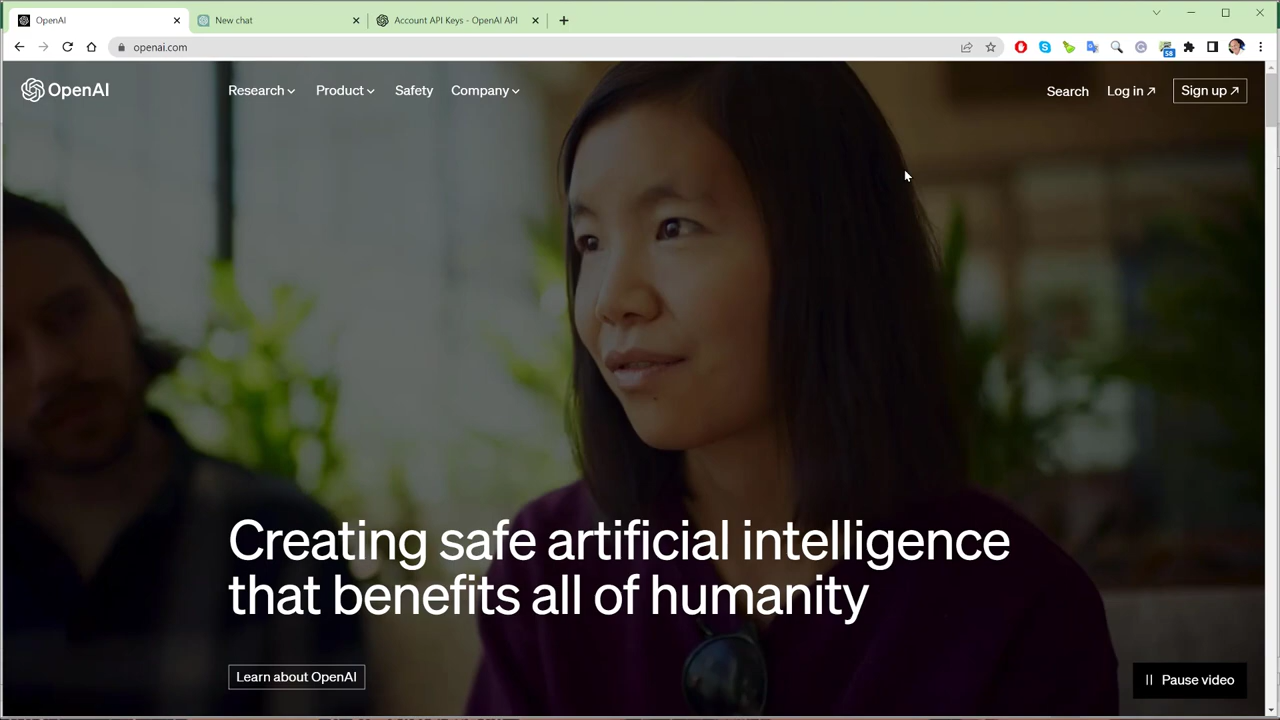 OpenAI
New chat
Account API Keys - OpenAI API
openai.com
58
OpenAI
Research
Product
Safety
Company
Search
Log in ↗
Sign up ↗
Creating safe artificial intelligence
that benefits all of humanity
Learn about OpenAI
Pause video